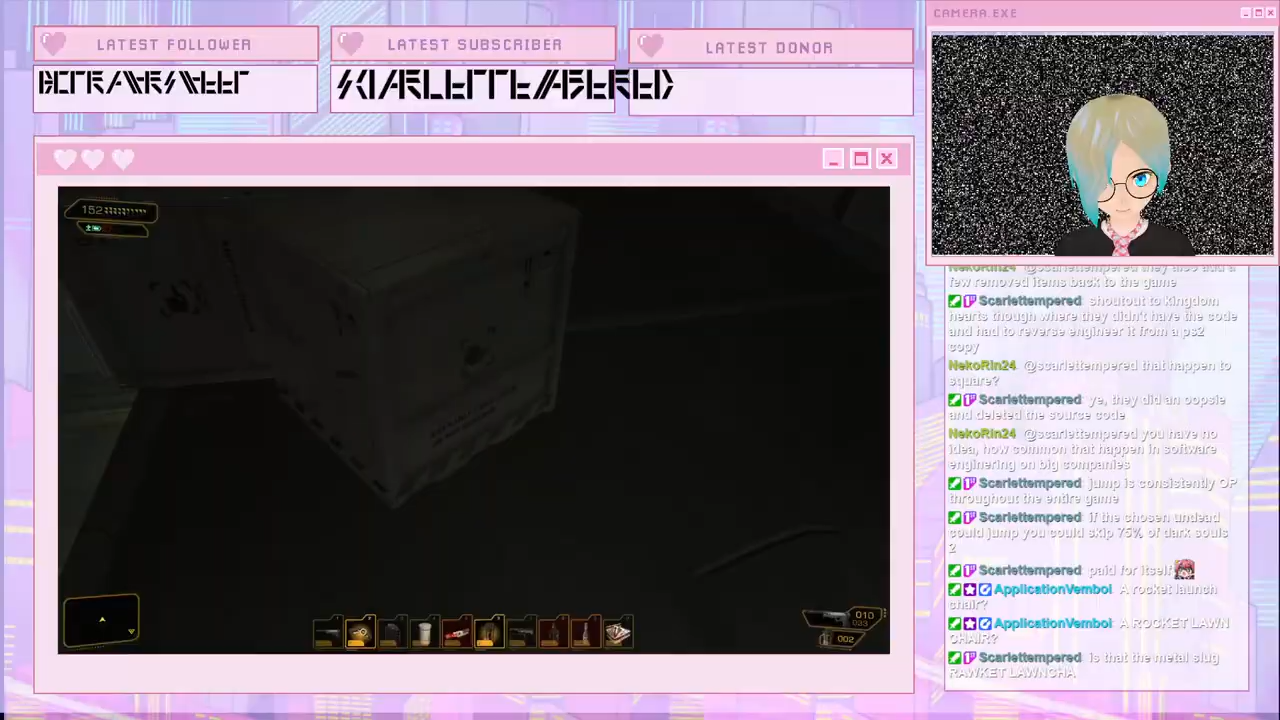 LATEST FOLLOWER
LATEST SUBSCRIBER
LATEST DONOR
CAMERA.EXE
152
010
033
002
NekoRin24 @scarlettempered they also add a
few removed items back to the game
Scarlettempered shoutout to kingdom
hearts though where they didn't have the code
and had to reverse engineer it from a ps2
copy
NekoRin24 @scarlettempered that happen to
square?
Scarlettempered ye, they did an oopsie
and deleted the source code
NekoRin24 @scarlettempered you have no
idea, how common that happen in software
enginering on big companies
Scarlettempered jump is consistently OP
throughout the entire game
Scarlettempered if the chosen undead
could jump you could skip 75% of dark souls
2
Scarlettempered paid for itself
ApplicationVembol A rocket launch
chair?
ApplicationVembol A ROCKET LAWN
CHAIR?
Scarlettempered is that the metal slug
RAWKET LAWNCHA